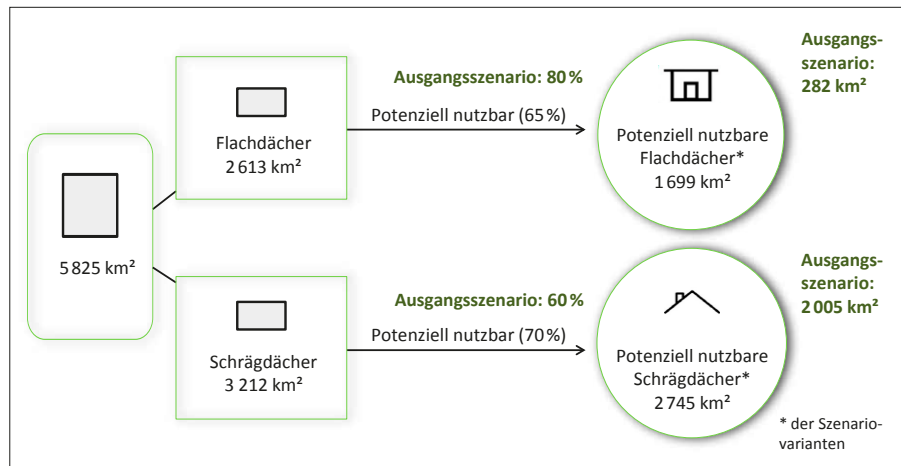 5 825 km²
Flachdächer
2 613 km²
Schrägdächer
3 212 km²
Ausgangsszenario: 80 %
Potenziell nutzbar (65 %)
Ausgangsszenario: 60 %
Potenziell nutzbar (70 %)
Potenziell nutzbare
Flachdächer*
1 699 km²
Ausgangs-
szenario:
282 km²
Potenziell nutzbare
Schrägdächer*
2 745 km²
Ausgangs-
szenario:
2 005 km²
* der Szenario-
varianten